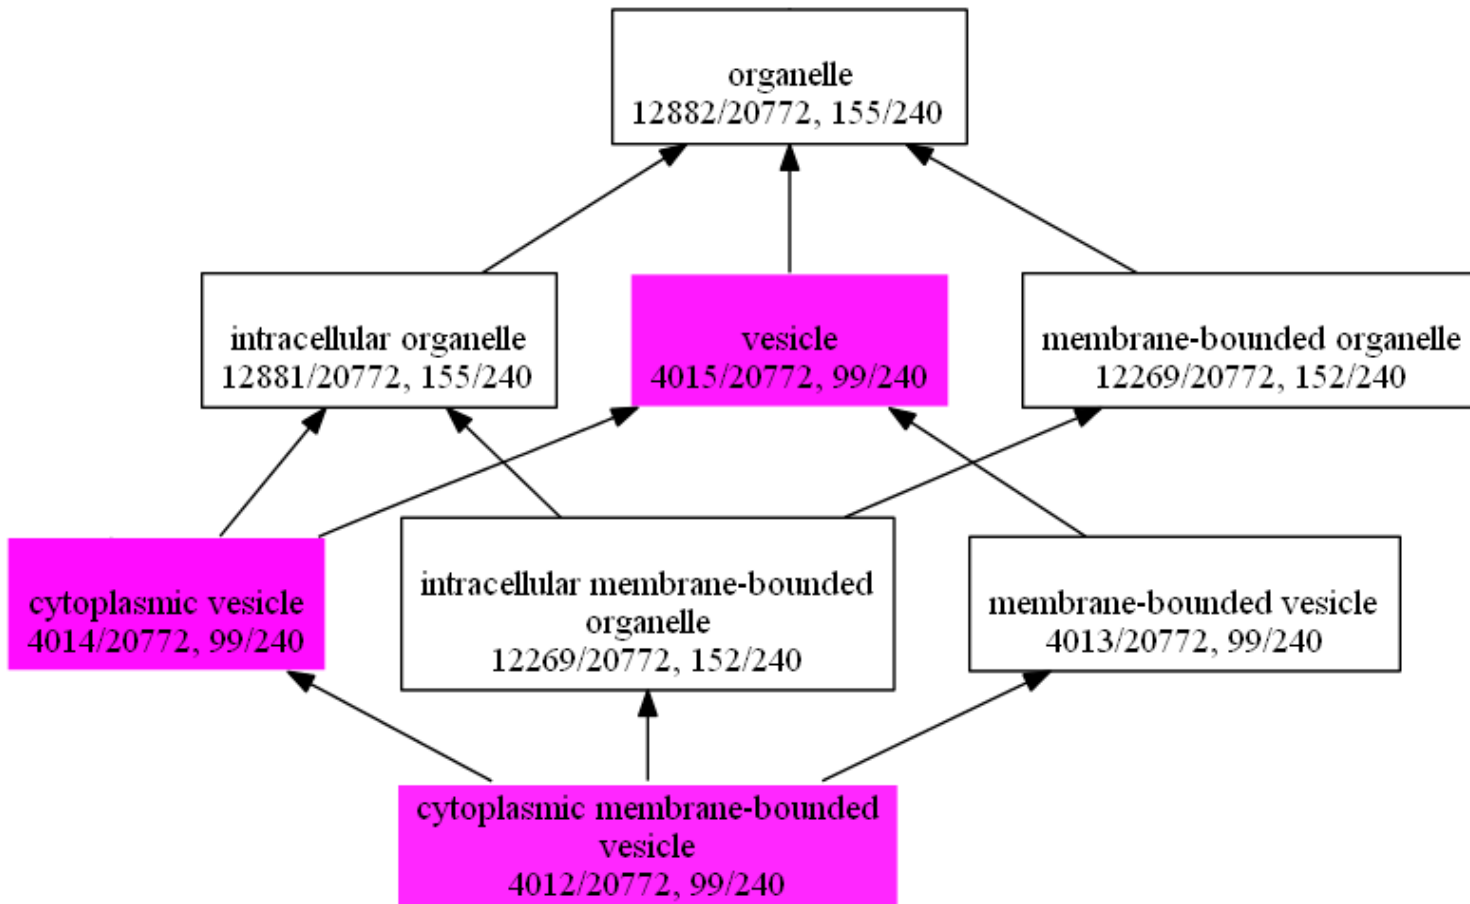 organelle
12882/20772, 155/240
intracellular organelle
12881/20772, 155/240
vesicle
4015/20772, 99/240
membrane-bounded organelle
12269/20772, 152/240
cytoplasmic vesicle
4014/20772, 99/240
intracellular membrane-bounded
organelle
12269/20772, 152/240
membrane-bounded vesicle
4013/20772, 99/240
cytoplasmic membrane-bounded
vesicle
4012/20772, 99/240